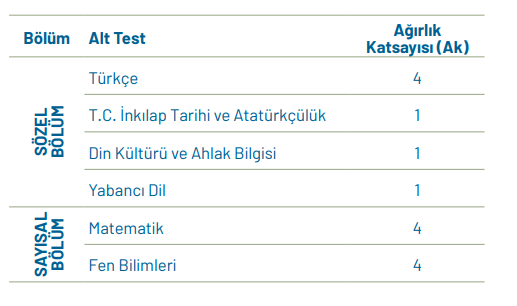 Bölüm Alt Test Ağırlık Katsayısı (Ak)
SÖZEL BÖLÜM
Türkçe 4
T.C. İnkılap Tarihi ve Atatürkçülük 1
Din Kültürü ve Ahlak Bilgisi 1
Yabancı Dil 1
SAYISAL BÖLÜM
Matematik 4
Fen Bilimleri 4